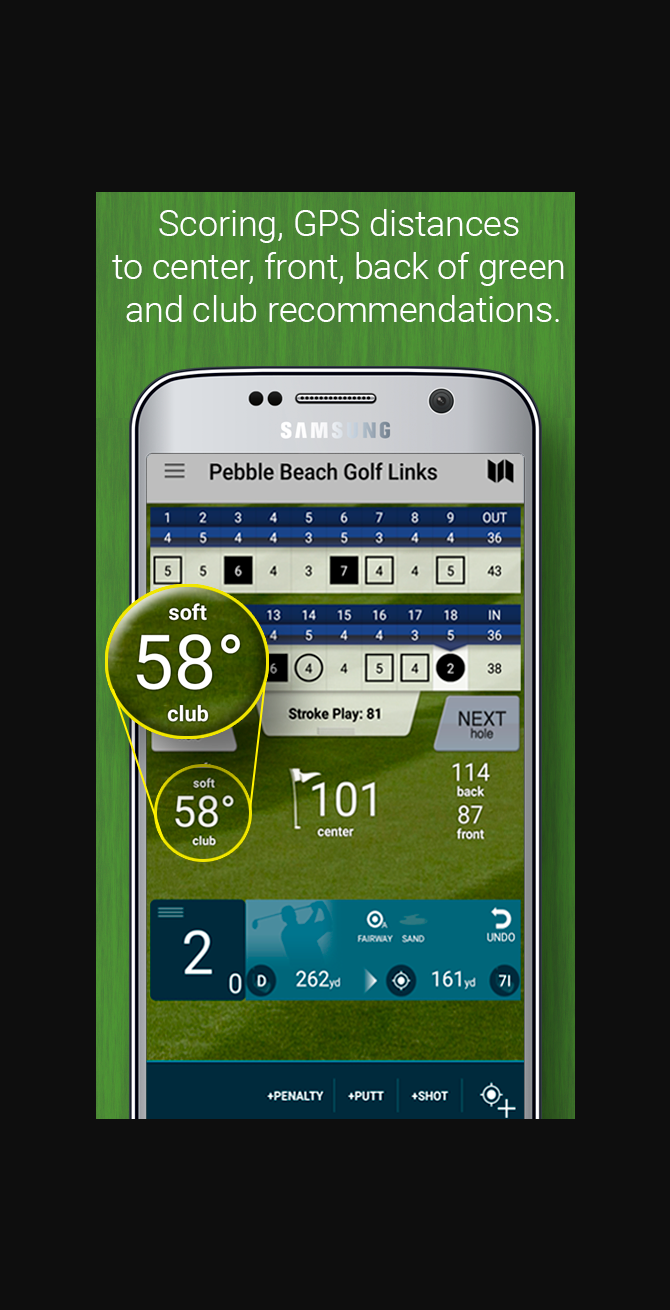 Scoring, GPS distances
to center, front, back of green
and club recommendations.
SAMSUNG
Pebble Beach Golf Links
1 2 3 4 5 6 7 8 9 OUT
4 5 4 4 3 5 3 4 4 36
5 5 6 4 3 7 4 4 5 43
13 14 15 16 17 18 IN
4 5 4 4 3 5 36
6 4 4 5 4 2 38
soft
58°
club
Stroke Play: 81
NEXT
hole
soft
58°
club
101
center
114
back
87
front
2
0
FAIRWAY SAND
UNDO
D 262yd 161yd 7I
+PENALTY +PUTT +SHOT